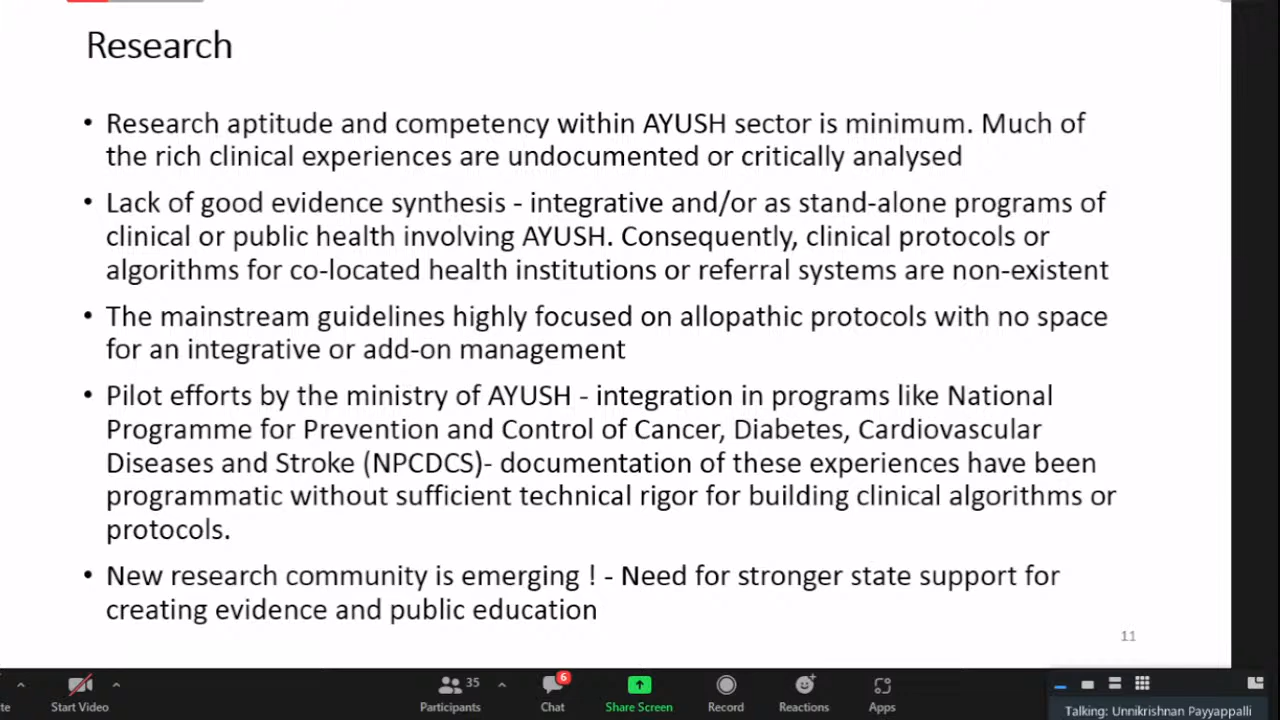 Research
• Research aptitude and competency within AYUSH sector is minimum. Much of
the rich clinical experiences are undocumented or critically analysed
• Lack of good evidence synthesis - integrative and/or as stand-alone programs of
clinical or public health involving AYUSH. Consequently, clinical protocols or
algorithms for co-located health institutions or referral systems are non-existent
• The mainstream guidelines highly focused on allopathic protocols with no space
for an integrative or add-on management
• Pilot efforts by the ministry of AYUSH - integration in programs like National
Programme for Prevention and Control of Cancer, Diabetes, Cardiovascular
Diseases and Stroke (NPCDCS)- documentation of these experiences have been
programmatic without sufficient technical rigor for building clinical algorithms or
protocols.
• New research community is emerging ! - Need for stronger state support for
creating evidence and public education
11
35
6
te
Start Video
Participants
Chat
Share Screen
Record
Reactions
Apps
Talking: Unnikrishnan Payyappalli